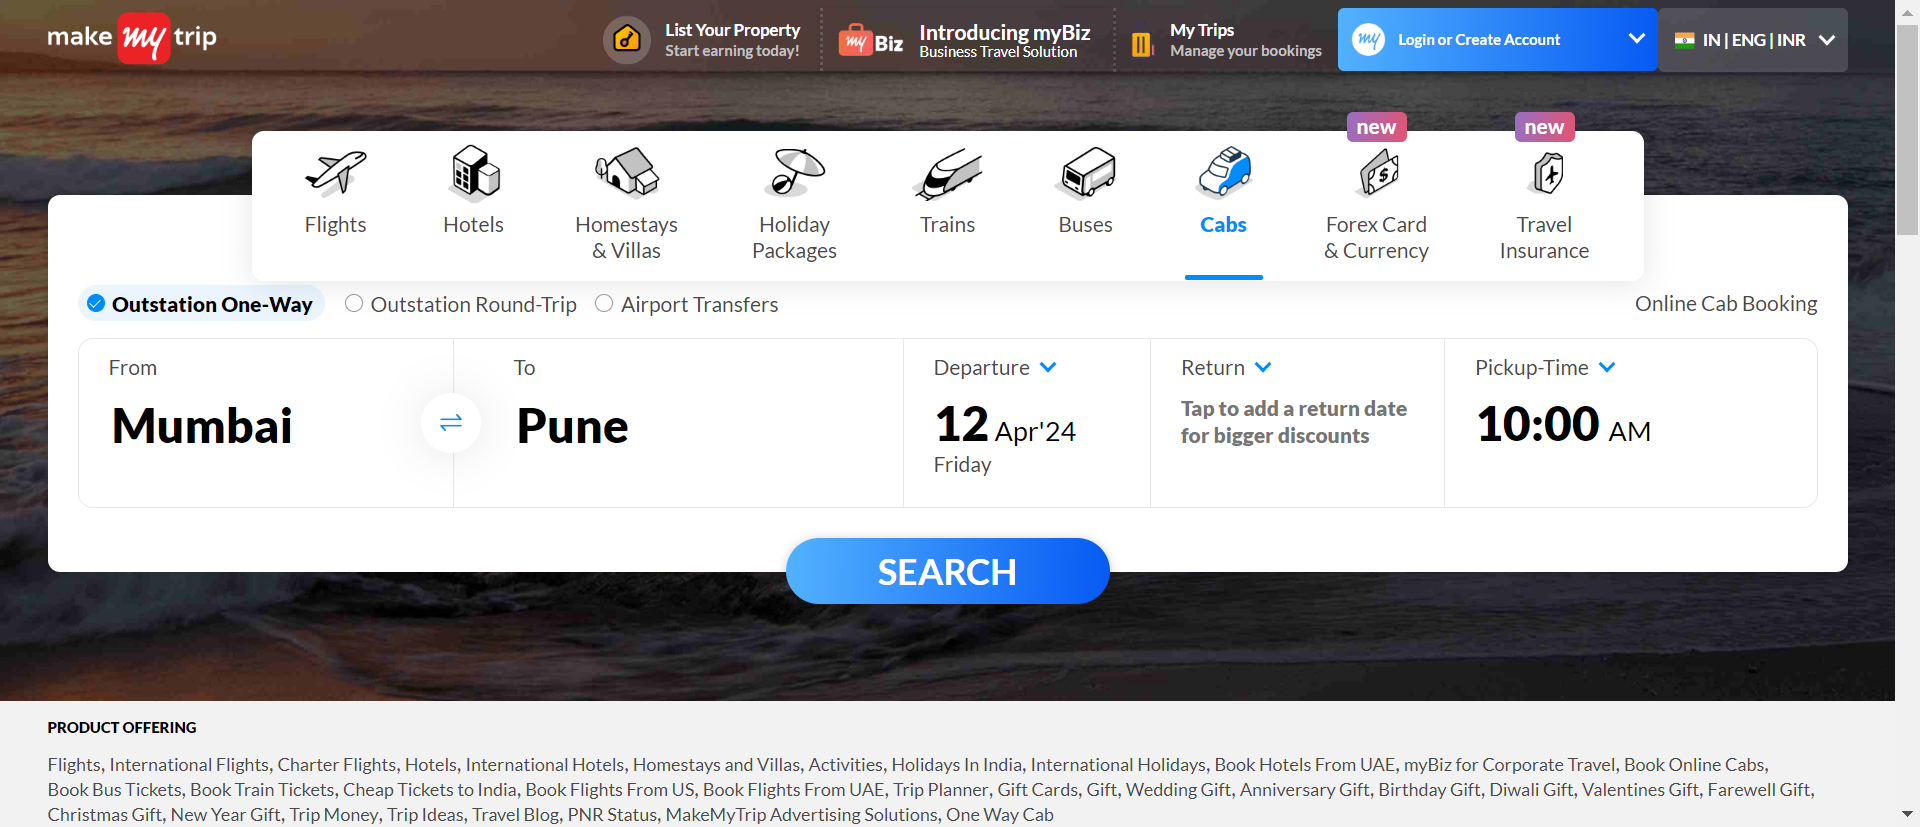 make my trip
List Your Property
Start earning today!
my Biz
Introducing myBiz
Business Travel Solution
My Trips
Manage your bookings
my
Login or Create Account
IN | ENG | INR
new
new
Flights
Hotels
Homestays
& Villas
Holiday
Packages
Trains
Buses
Cabs
Forex Card
& Currency
Travel
Insurance
Outstation One-Way
Outstation Round-Trip
Airport Transfers
Online Cab Booking
From
Mumbai
To
Pune
Departure
12 Apr'24
Friday
Return
Tap to add a return date
for bigger discounts
Pickup-Time
10:00 AM
SEARCH
PRODUCT OFFERING
Flights, International Flights, Charter Flights, Hotels, International Hotels, Homestays and Villas, Activities, Holidays In India, International Holidays, Book Hotels From UAE, myBiz for Corporate Travel, Book Online Cabs,
Book Bus Tickets, Book Train Tickets, Cheap Tickets to India, Book Flights From US, Book Flights From UAE, Trip Planner, Gift Cards, Gift, Wedding Gift, Anniversary Gift, Birthday Gift, Diwali Gift, Valentines Gift, Farewell Gift,
Christmas Gift, New Year Gift, Trip Money, Trip Ideas, Travel Blog, PNR Status, MakeMyTrip Advertising Solutions, One Way Cab